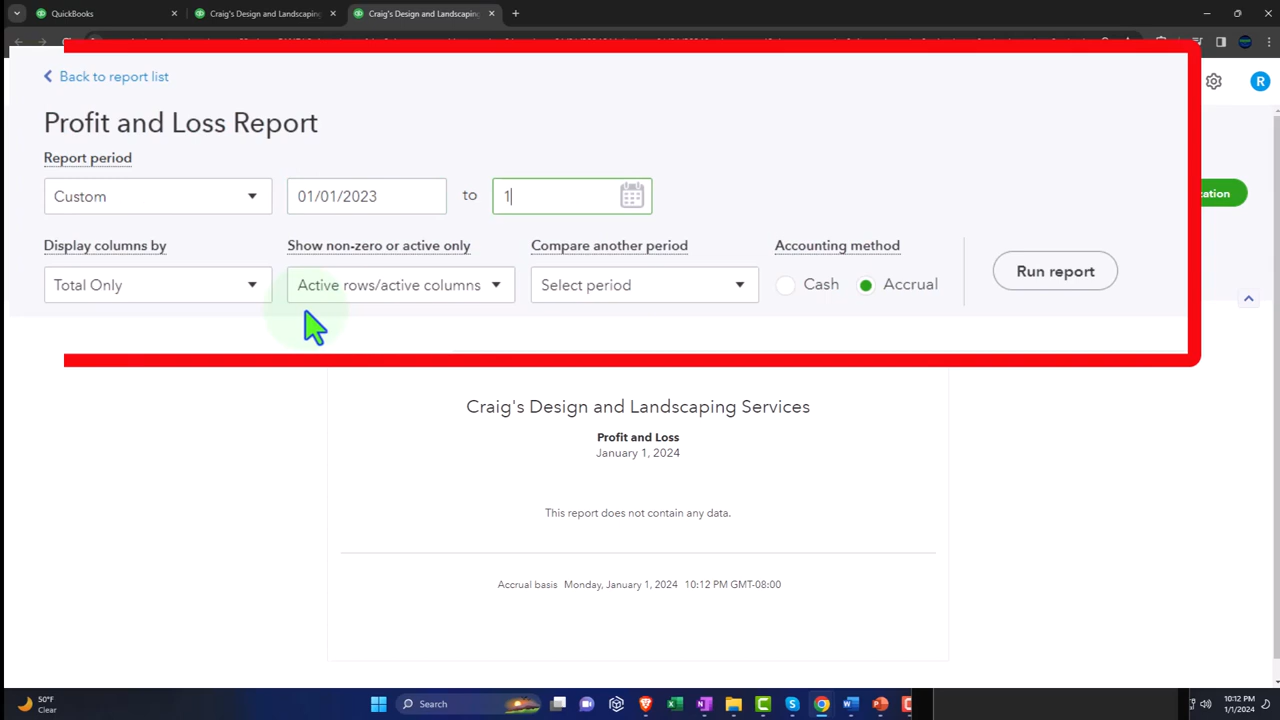 QuickBooks
Craig's Design and Landscaping
Craig's Design and Landscaping
Back to report list
R
Profit and Loss Report
Report period
Custom
01/01/2023
to
1
Display columns by
Show non-zero or active only
Compare another period
Accounting method
Total Only
Active rows/active columns
Select period
Cash
Accrual
Run report
Craig's Design and Landscaping Services
Profit and Loss
January 1, 2024
This report does not contain any data.
Accrual basis Monday, January 1, 2024 10:12 PM GMT-08:00
50°F
Clear
Search
10:12 PM
1/1/2024